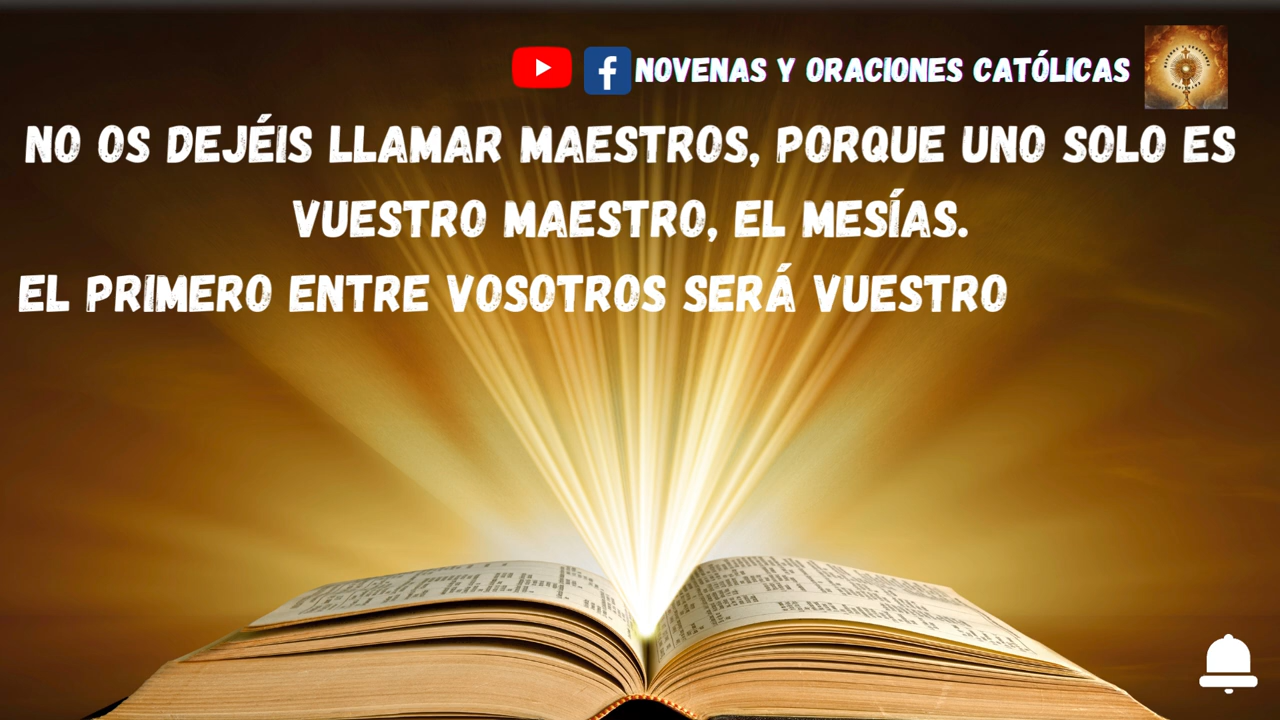 NOVENAS Y ORACIONES CATÓLICAS
NO OS DEJÉIS LLAMAR MAESTROS, PORQUE UNO SOLO ES
VUESTRO MAESTRO, EL MESÍAS.
EL PRIMERO ENTRE VOSOTROS SERÁ VUESTRO